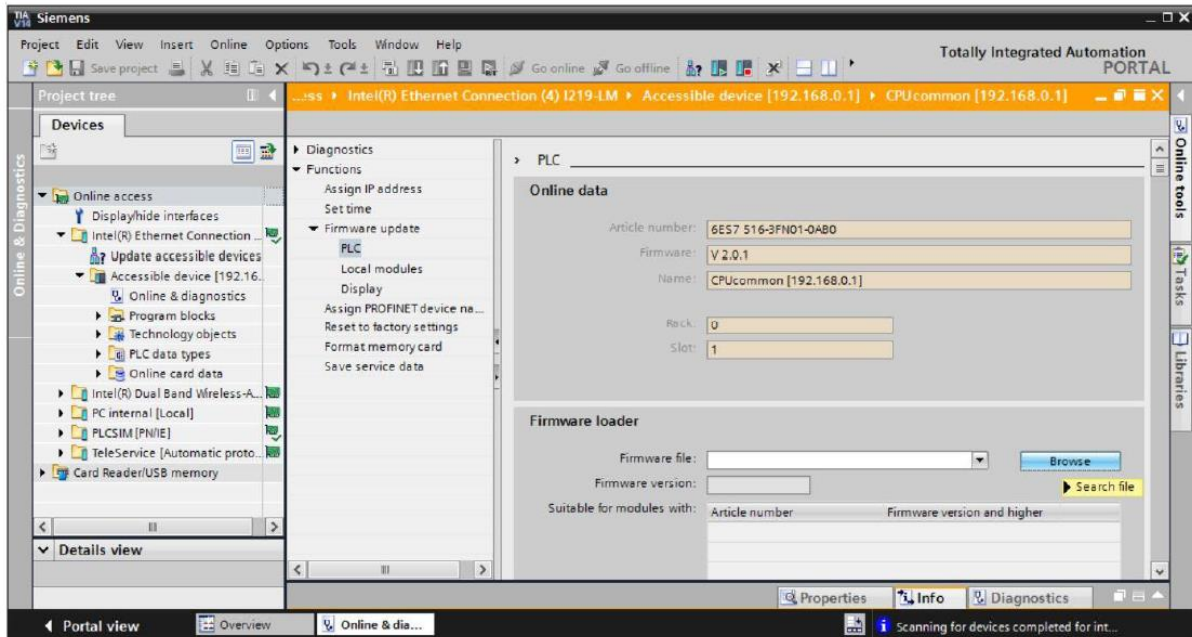 TIA V14 Siemens
Project Edit View Insert Online Options Tools Window Help
Totally Integrated Automation
PORTAL
Save project Go online Go offline
Project tree
...ess Intel(R) Ethernet Connection (4) I219-LM Accessible device [192.168.0.1] CPUcommon [192.168.0.1]
Devices
Online & Diagnostics
Online access
Display/hide interfaces
Intel(R) Ethernet Connection ...
Update accessible devices
Accessible device [192.16..
Online & diagnostics
Program blocks
Technology objects
PLC data types
Online card data
Intel(R) Dual Band Wireless-A...
PC internal [Local]
PLCSIM [PN/IE]
TeleService [Automatic proto...
Card Reader/USB memory
Details view
Diagnostics
Functions
Assign IP address
Set time
Firmware update
PLC
Local modules
Display
Assign PROFINET device na...
Reset to factory settings
Format memory card
Save service data
PLC
Online data
Article number: 6ES7 516-3FN01-0AB0
Firmware: V 2.0.1
Name: CPUcommon [192.168.0.1]
Rack: 0
Slot: 1
Firmware loader
Firmware file: Browse
Firmware version: Search file
Suitable for modules with: Article number Firmware version and higher
Online tools
Tasks
Libraries
Properties Info Diagnostics
Portal view Overview Online & dia... Scanning for devices completed for int...